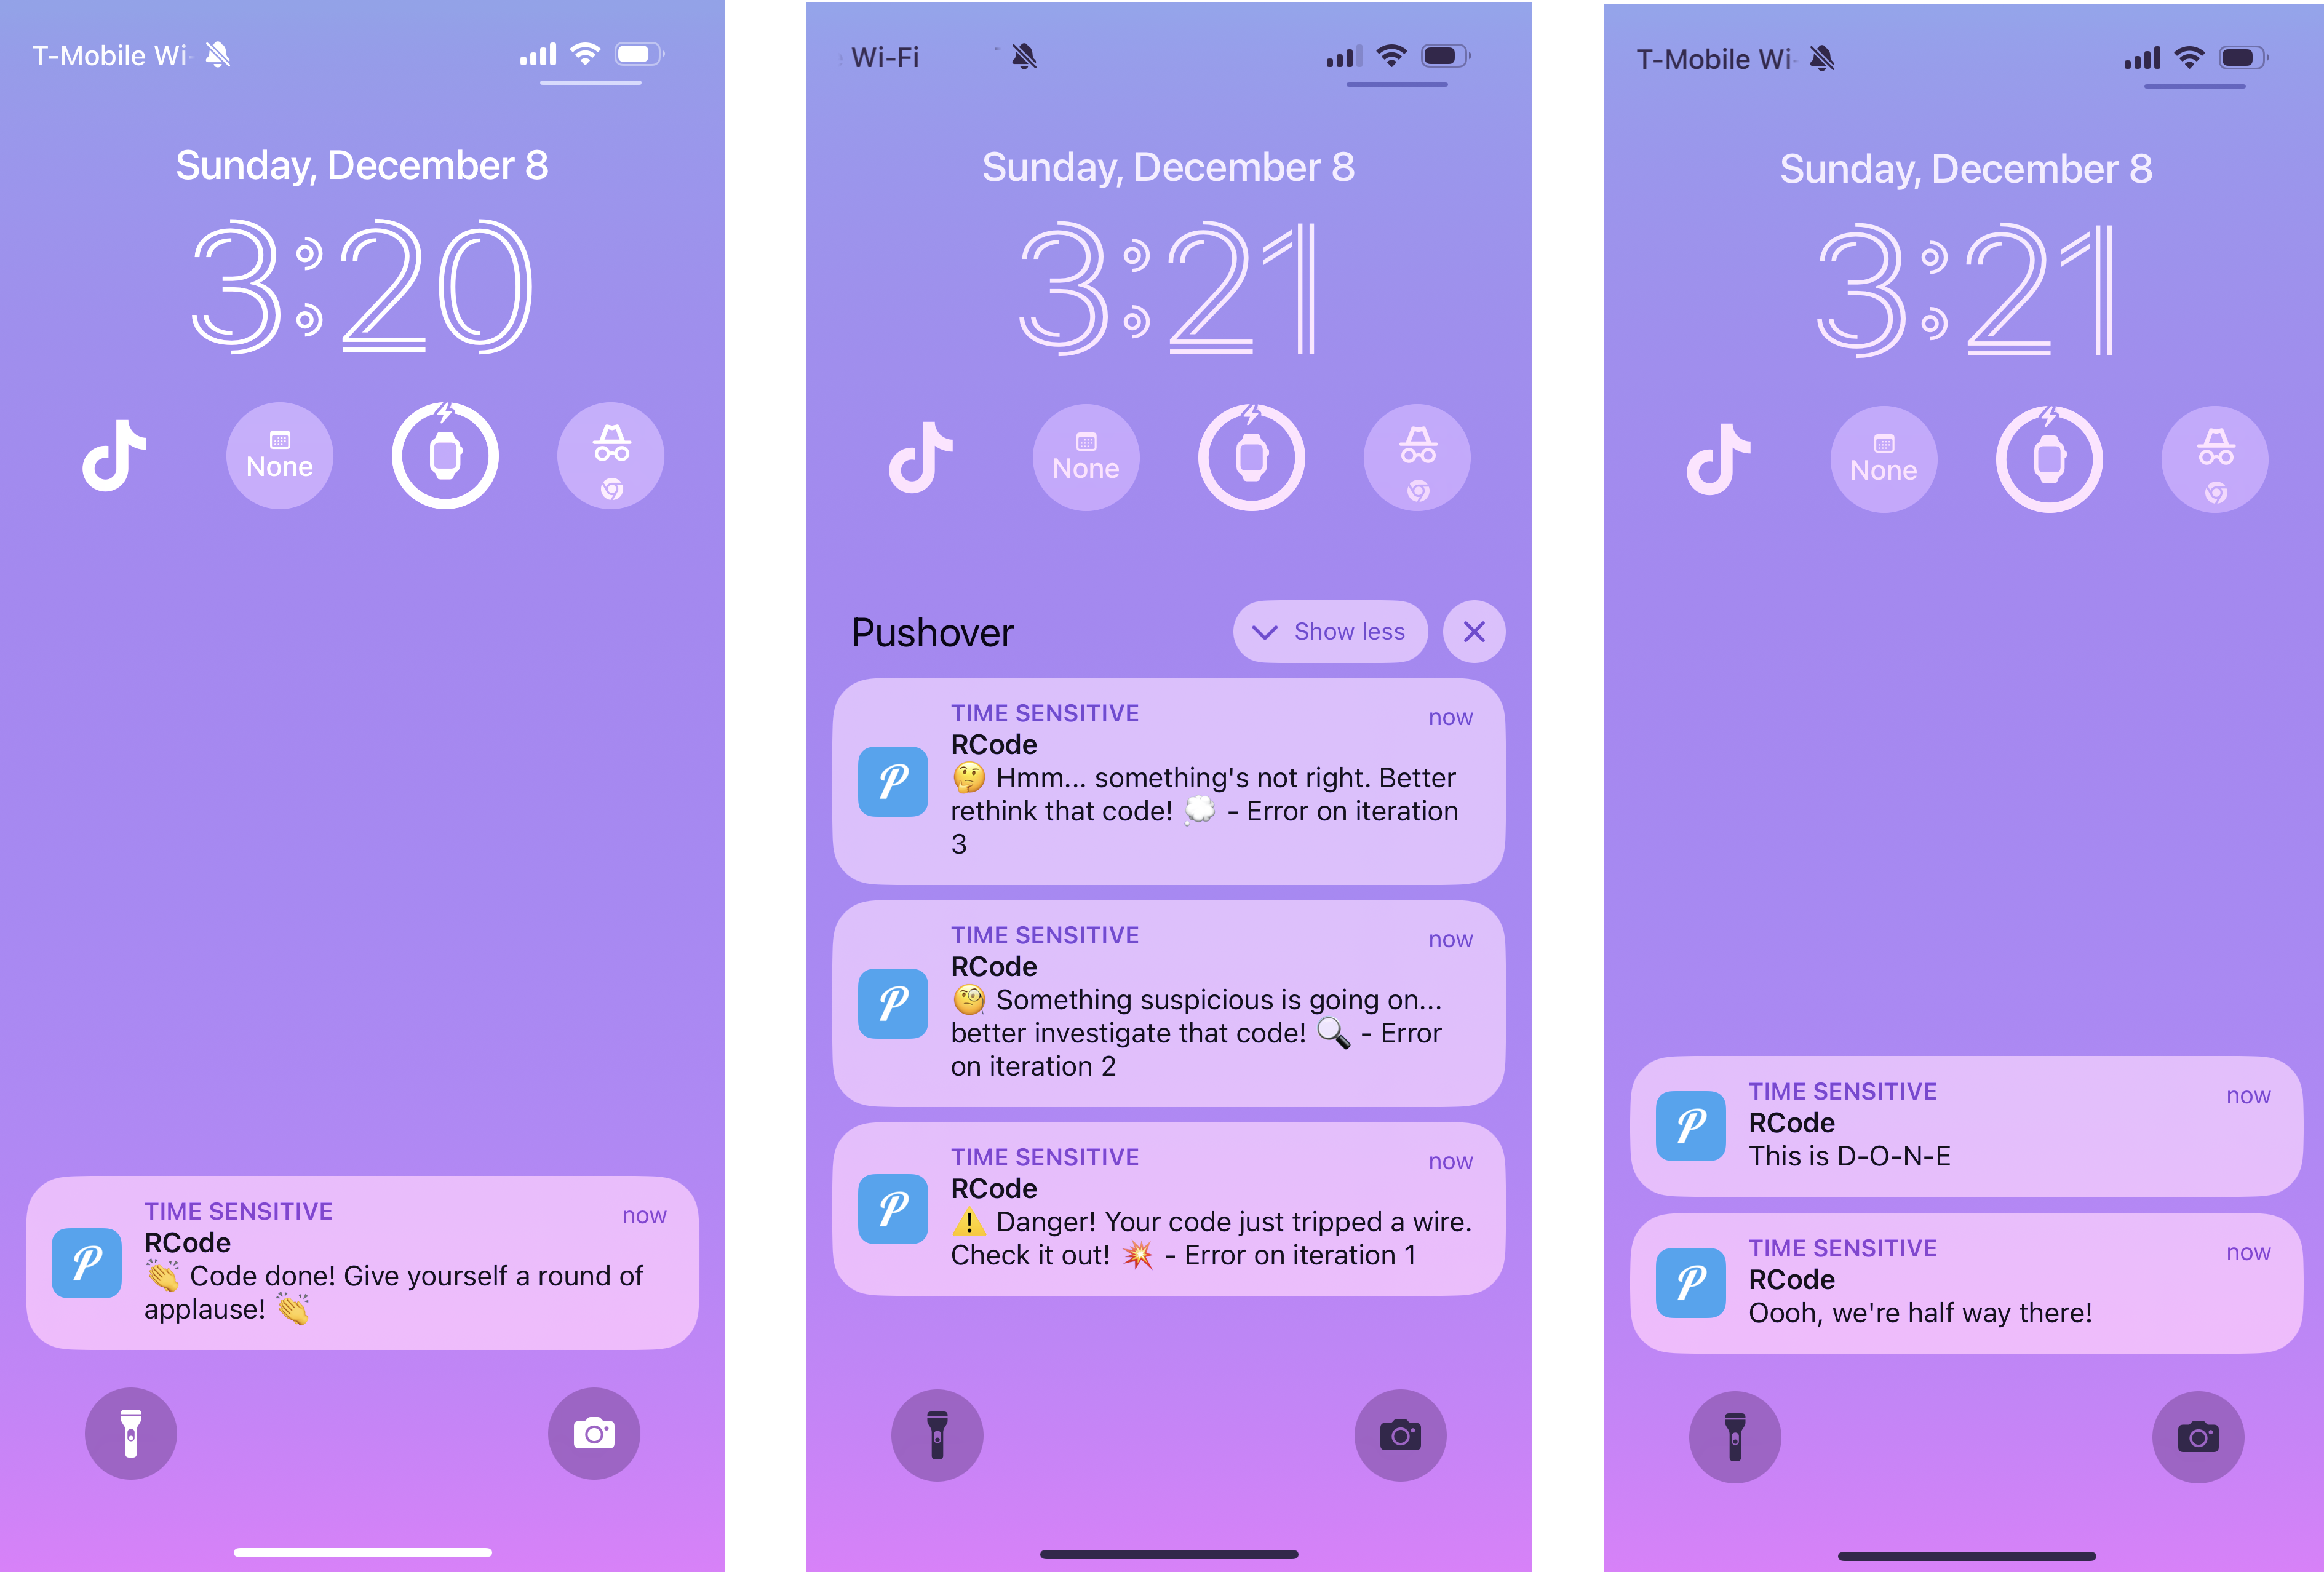 T-Mobile Wi-
Sunday, December 8
3:20
None
TIME SENSITIVE
now
RCode
👏 Code done! Give yourself a round of
applause! 👏
Wi-Fi
Sunday, December 8
3:21
None
Pushover
Show less
TIME SENSITIVE
now
RCode
🤔 Hmm... something's not right. Better
rethink that code! 💭 - Error on iteration
3
TIME SENSITIVE
now
RCode
🧐 Something suspicious is going on...
better investigate that code! 🔍 - Error
on iteration 2
TIME SENSITIVE
now
RCode
⚠️ Danger! Your code just tripped a wire.
Check it out! 💥 - Error on iteration 1
T-Mobile Wi-
Sunday, December 8
3:21
None
TIME SENSITIVE
now
RCode
This is D-O-N-E
TIME SENSITIVE
now
RCode
Oooh, we're half way there!